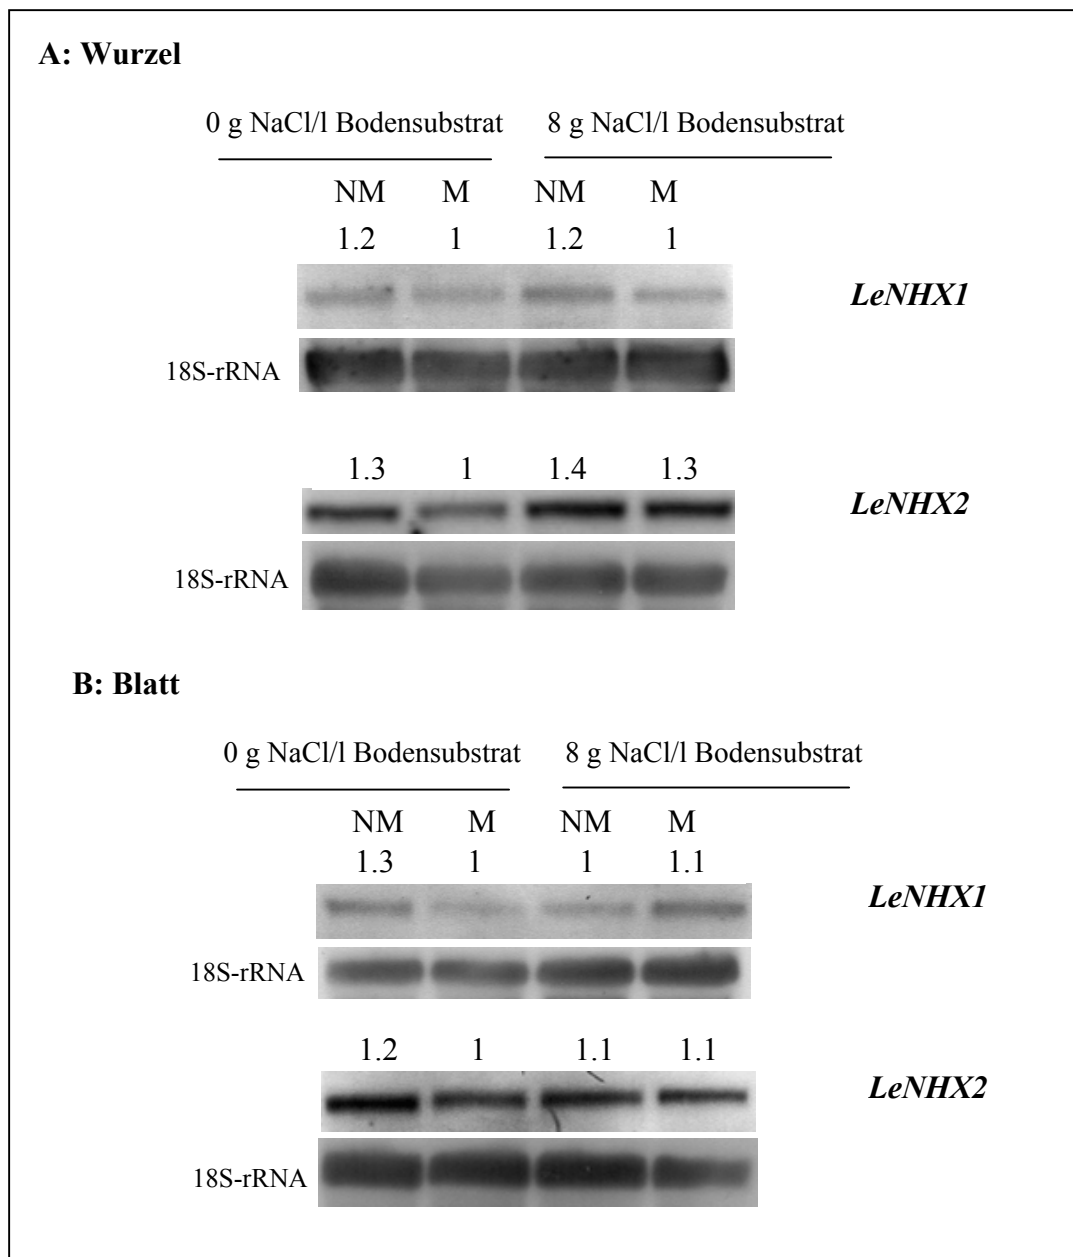 A: Wurzel
0 g NaCl/l Bodensubstrat 8 g NaCl/l Bodensubstrat
NM M NM M
1.2 1 1.2 1
LeNHX1
18S-rRNA
1.3 1 1.4 1.3
LeNHX2
18S-rRNA
B: Blatt
0 g NaCl/l Bodensubstrat 8 g NaCl/l Bodensubstrat
NM M NM M
1.3 1 1 1.1
LeNHX1
18S-rRNA
1.2 1 1.1 1.1
LeNHX2
18S-rRNA